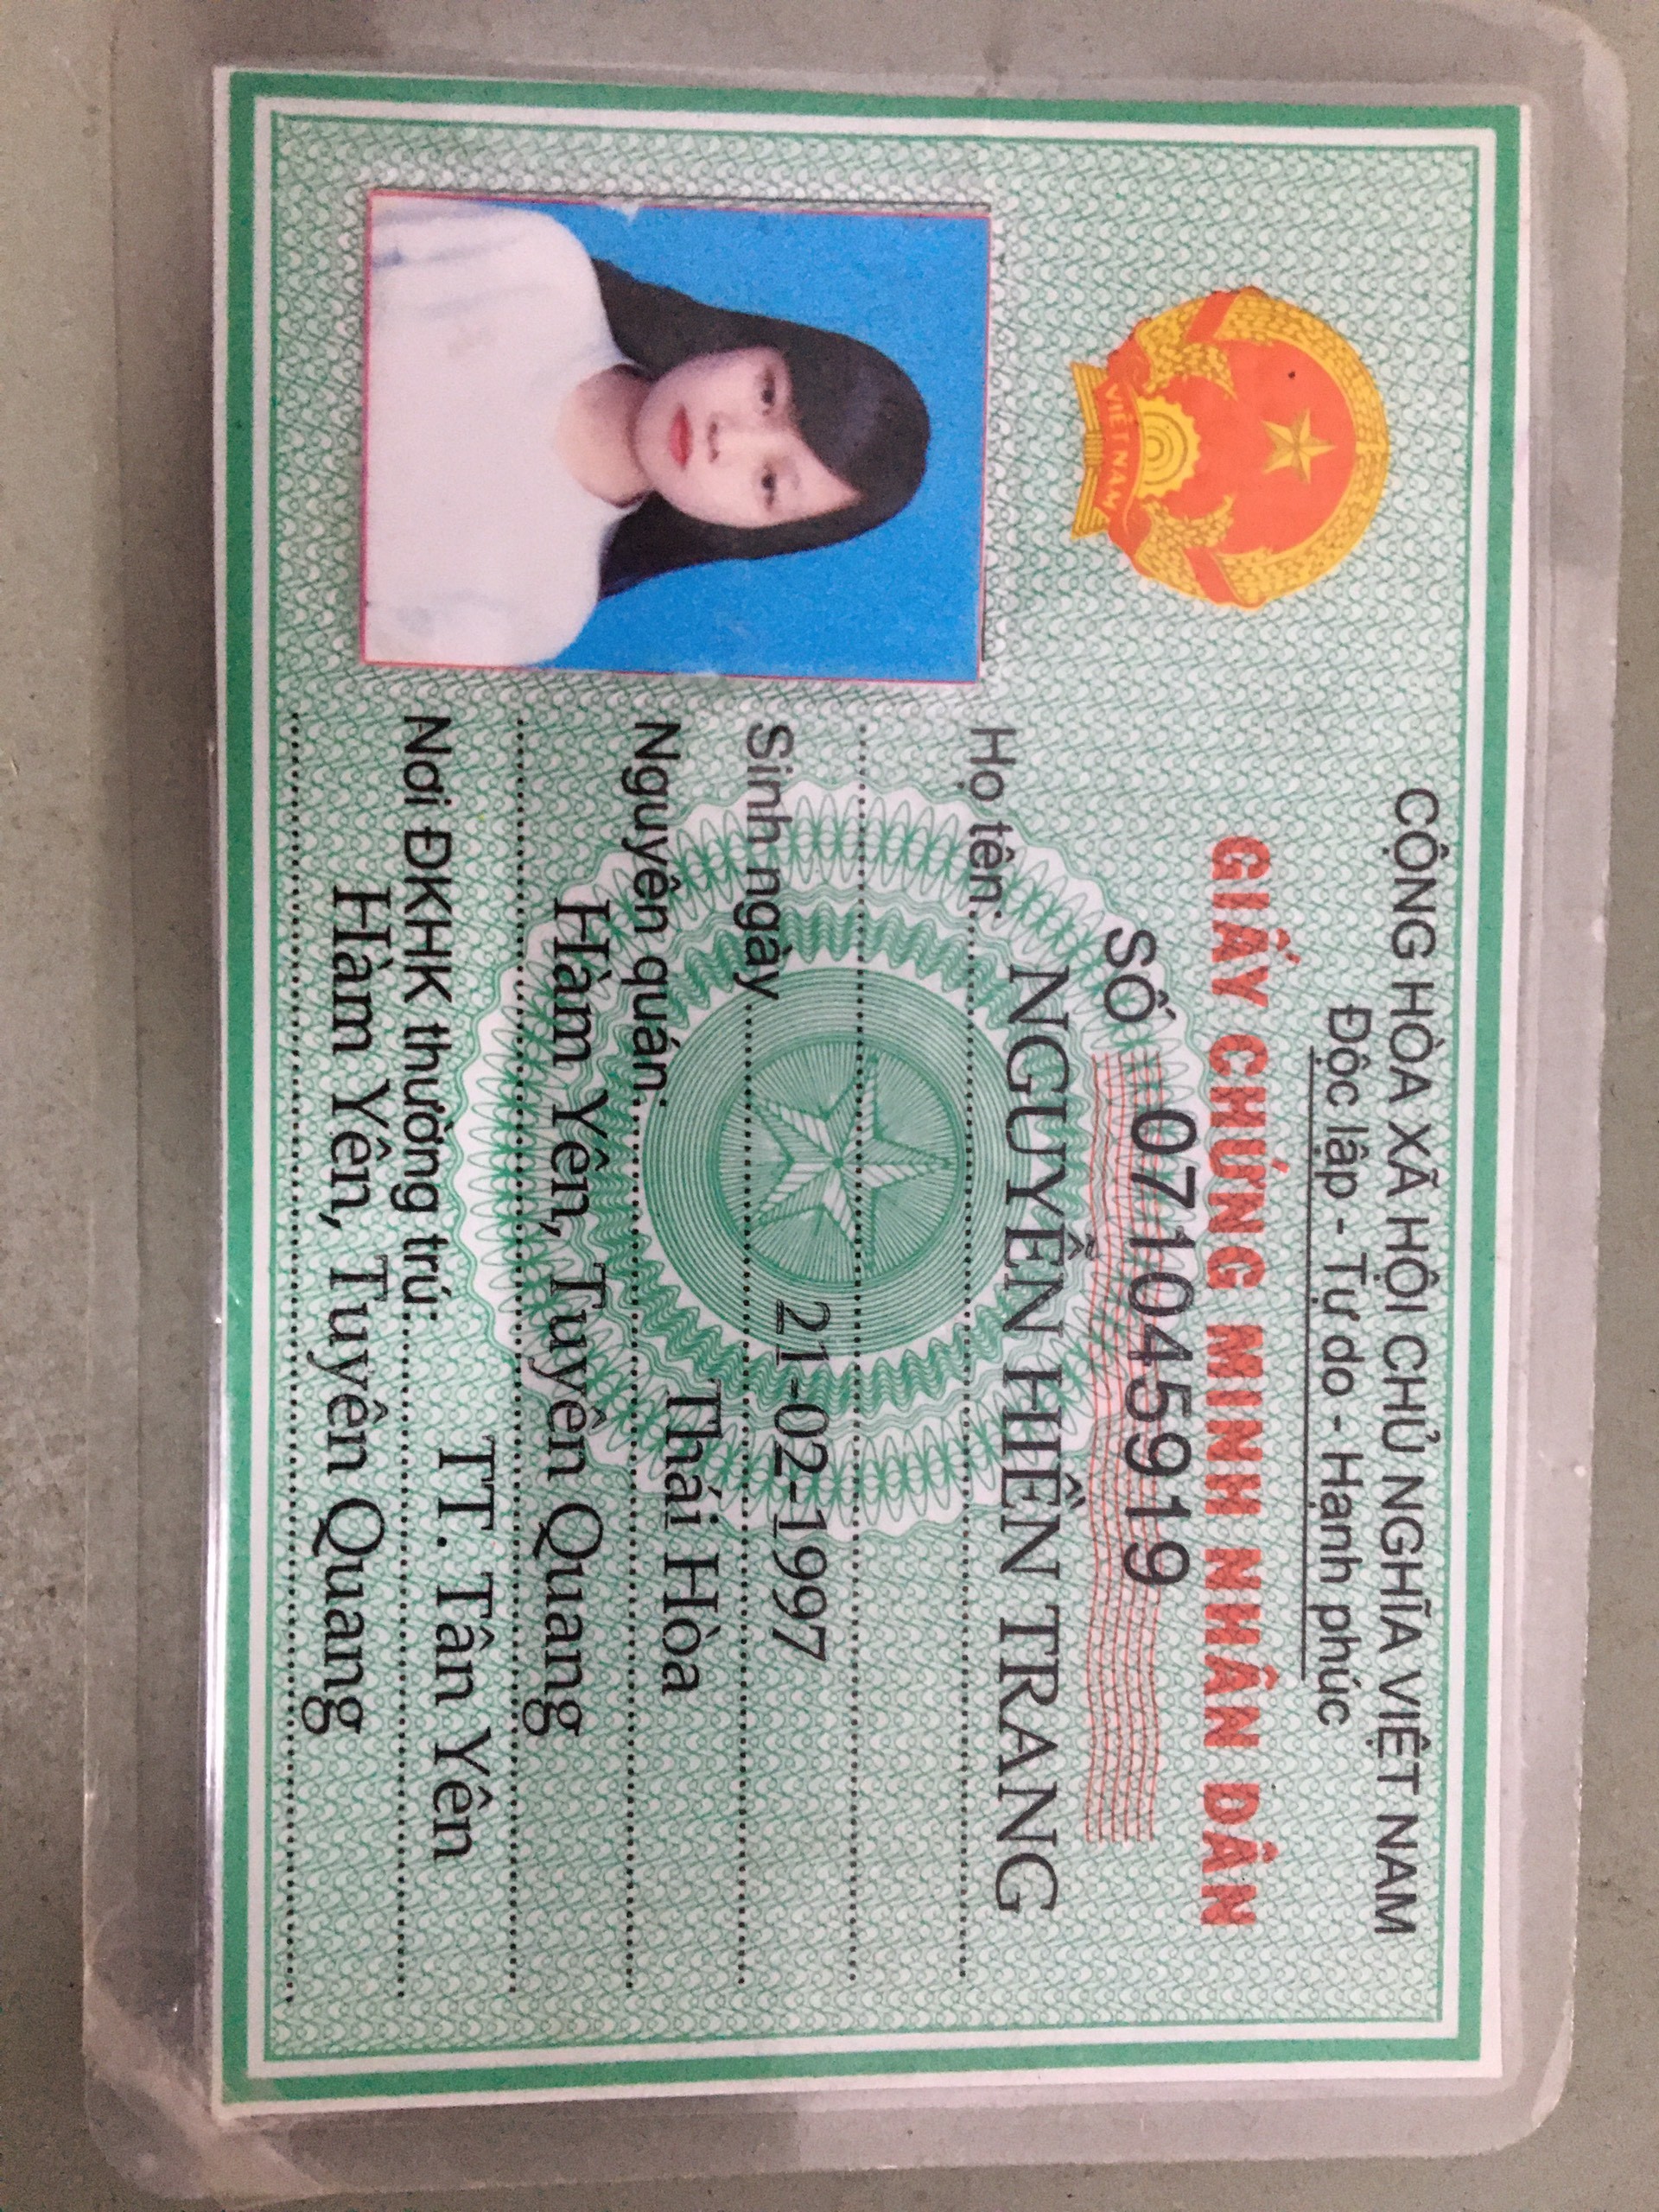 CỘNG HÒA XÃ HỘI CHỦ NGHĨA VIỆT NAM
Độc lập - Tự do - Hạnh phúc
GIẤY CHỨNG MINH NHÂN DÂN
SỐ 071045919
Họ tên: NGUYỄN HIỀN TRANG
Sinh ngày 21-02-1997
Nguyên quán: Thái Hòa
Hàm Yên, Tuyên Quang
Nơi ĐKHK thường trú: TT. Tân Yên
Hàm Yên, Tuyên Quang
VIỆT NAM